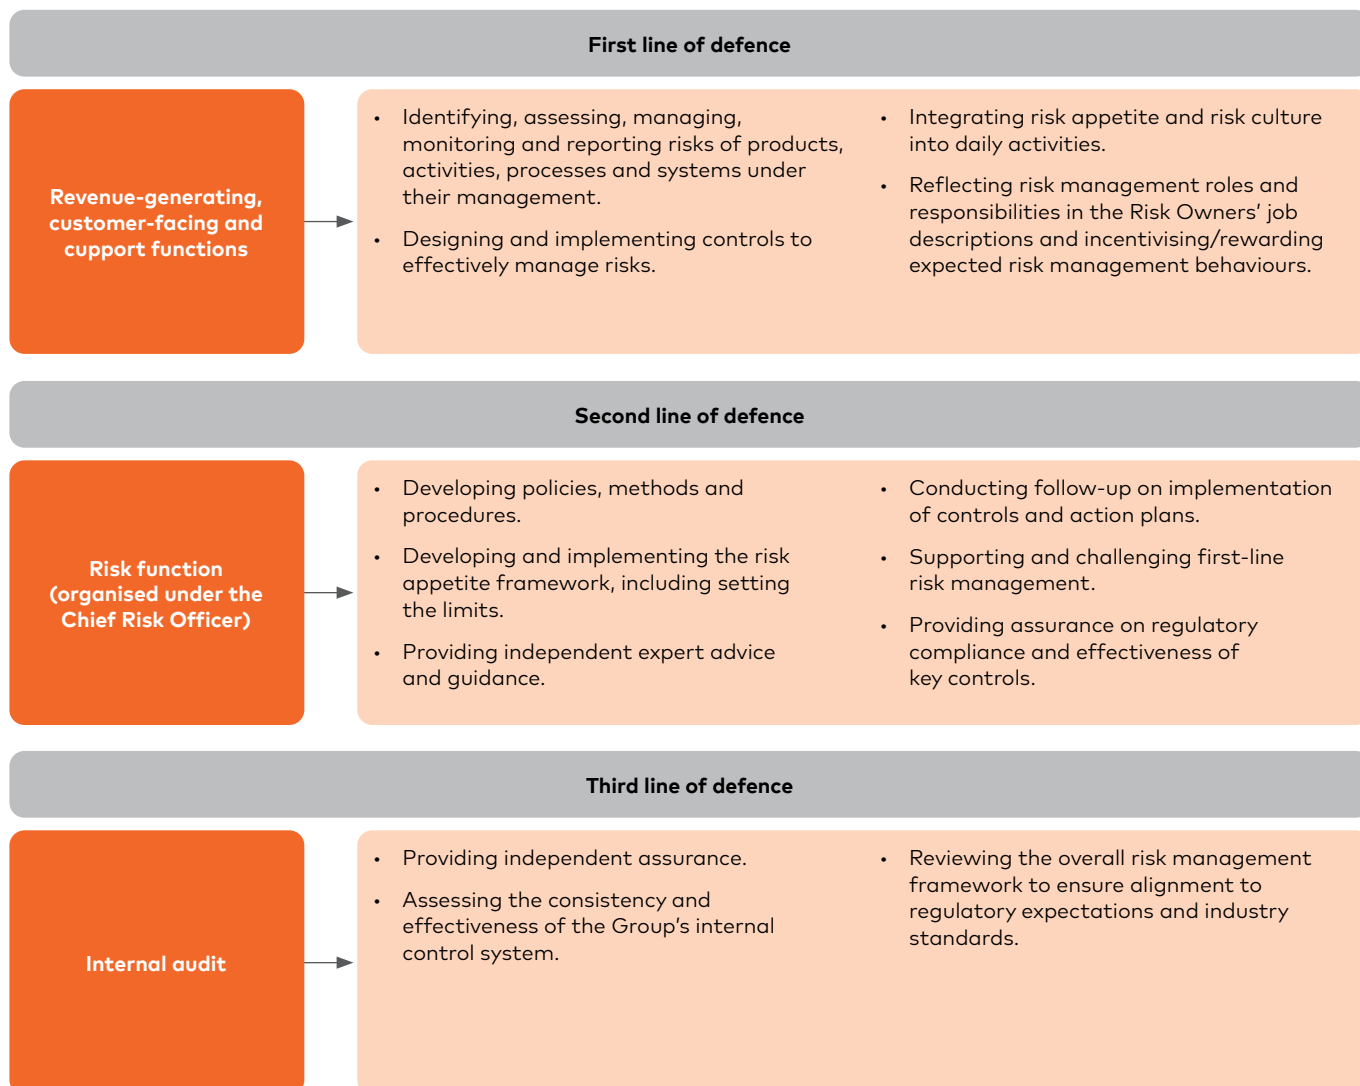 First line of defence
Revenue-generating,
customer-facing and
cupport functions
• Identifying, assessing, managing,
monitoring and reporting risks of products,
activities, processes and systems under
their management.
• Designing and implementing controls to
effectively manage risks.
• Integrating risk appetite and risk culture
into daily activities.
• Reflecting risk management roles and
responsibilities in the Risk Owners’ job
descriptions and incentivising/rewarding
expected risk management behaviours.
Second line of defence
Risk function
(organised under the
Chief Risk Officer)
• Developing policies, methods and
procedures.
• Developing and implementing the risk
appetite framework, including setting
the limits.
• Providing independent expert advice
and guidance.
• Conducting follow-up on implementation
of controls and action plans.
• Supporting and challenging first-line
risk management.
• Providing assurance on regulatory
compliance and effectiveness of
key controls.
Third line of defence
Internal audit
• Providing independent assurance.
• Assessing the consistency and
effectiveness of the Group’s internal
control system.
• Reviewing the overall risk management
framework to ensure alignment to
regulatory expectations and industry
standards.